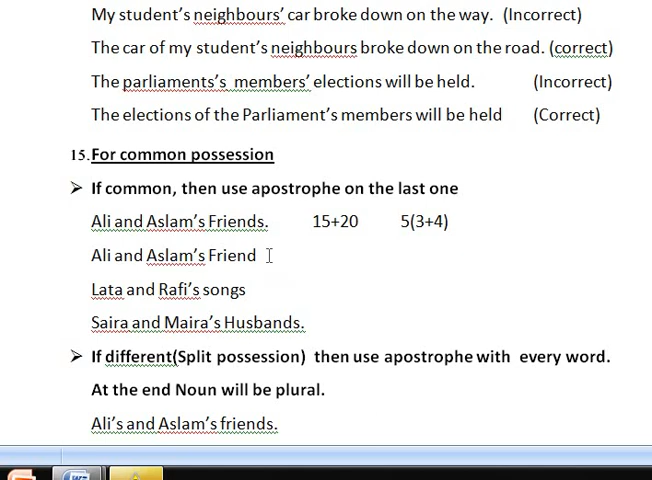 My student’s neighbours’ car broke down on the way. (Incorrect)
The car of my student’s neighbours broke down on the road. (correct)
The parliaments’s members’ elections will be held. (Incorrect)
The elections of the Parliament’s members will be held (Correct)
15. For common possession
➢ If common, then use apostrophe on the last one
Ali and Aslam’s Friends. 15+20 5(3+4)
Ali and Aslam’s Friend
Lata and Rafi’s songs
Saira and Maira’s Husbands.
➢ If different(Split possession) then use apostrophe with every word.
At the end Noun will be plural.
Ali’s and Aslam’s friends.